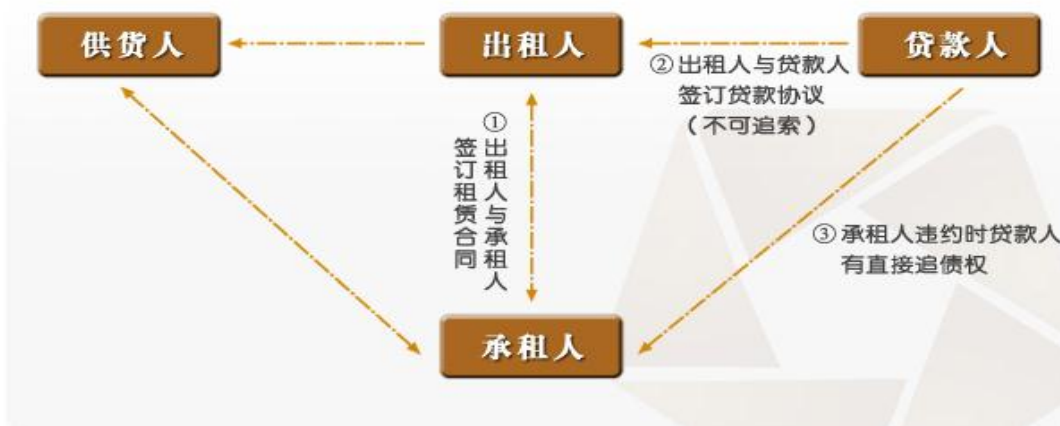 供货人
出租人
贷款人
②出租人与贷款人
签订贷款协议
（不可追索）
①出租人与承租人
签订租赁合同
③承租人违约时贷款人
有直接追债权
承租人